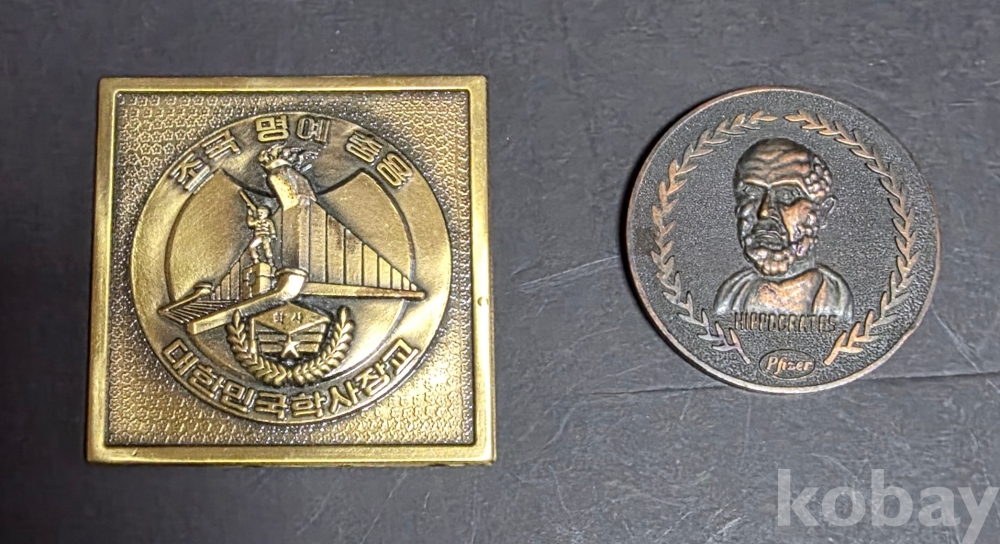 조국 명예 충용
학사
대한민국학사장교
HIPPOCRATES
Pfizer
kobay